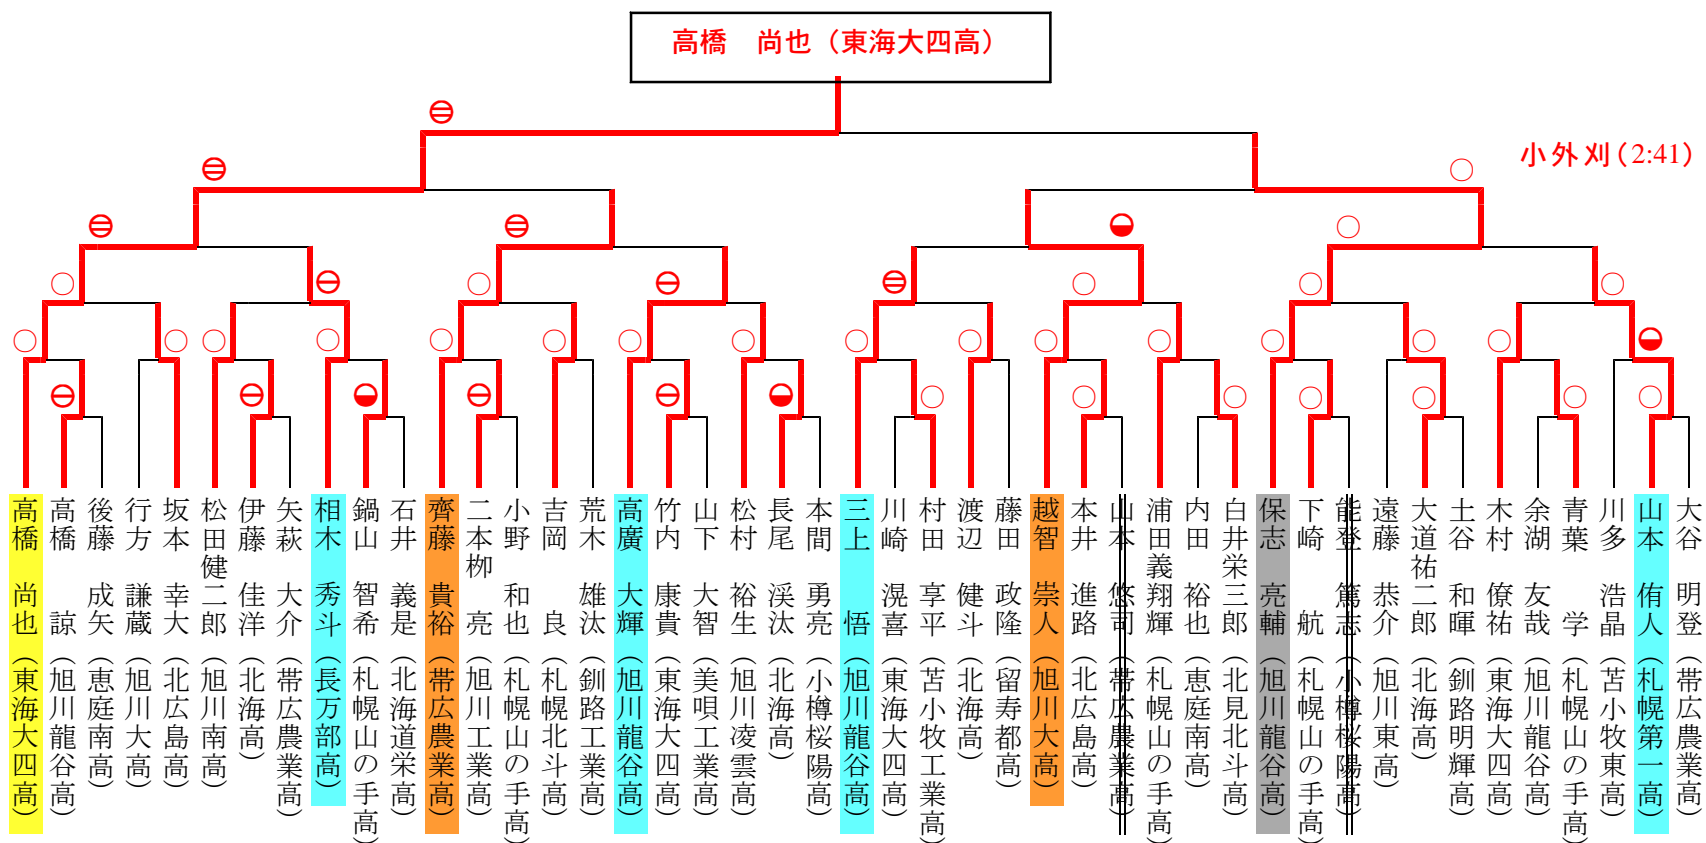 高橋　尚也（東海大四高）
小外刈（2:41）
高橋　尚也（東海大四高）
高橋　諒（旭川龍谷高）
後藤　成矢（恵庭南高）
行方　謙蔵（旭川大高）
坂本　幸大（北広島高）
松田健二郎（旭川南高）
伊藤　佳洋（北海高）
矢萩　大介（帯広農業高）
相木　秀斗（長万部高）
鍋山　智希（札幌山の手高）
石井　義是（北海道栄高）
齊藤　貴裕（帯広農業高）
二本栁　亮（旭川工業高）
小野　和也（札幌山の手高）
吉岡　良（札幌北斗高）
荒木　雄汰（釧路工業高）
高廣　大輝（旭川龍谷高）
竹内　康貴（東海大四高）
山下　大智（美唄工業高）
松村　裕生（旭川凌雲高）
長尾　渓汰（北海高）
本間　勇亮（小樽桜陽高）
三上　悟（旭川龍谷高）
川崎　滉喜（東海大四高）
村田　享平（苫小牧工業高）
渡辺　健斗（北海高）
藤田　政隆（留寿都高）
越智　崇人（旭川大高）
本井　進路（北広島高）
山本　悠司（帯広農業高）
浦田義翔輝（札幌山の手高）
内田　裕也（恵庭南高）
白井栄三郎（北見北斗高）
保志　亮輔（旭川龍谷高）
下崎　航（札幌山の手高）
能登　篤志（小樽桜陽高）
遠藤　恭介（旭川東高）
大道祐二郎（北海高）
土谷　和暉（釧路明輝高）
木村　僚祐（東海大四高）
余湖　友哉（旭川龍谷高）
青葉　学（札幌山の手高）
川多　浩晶（苫小牧東高）
山本　侑人（札幌第一高）
大谷　明登（帯広農業高）